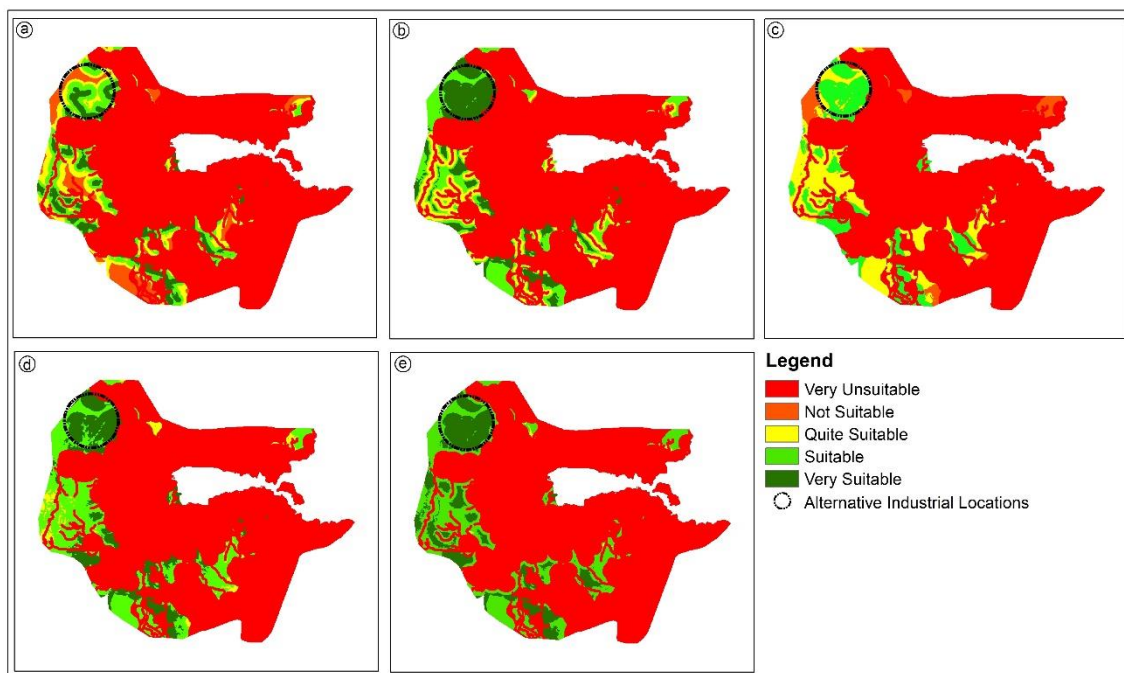 ⓐ
ⓑ
ⓒ
ⓓ
ⓔ
Legend
Very Unsuitable
Not Suitable
Quite Suitable
Suitable
Very Suitable
Alternative Industrial Locations